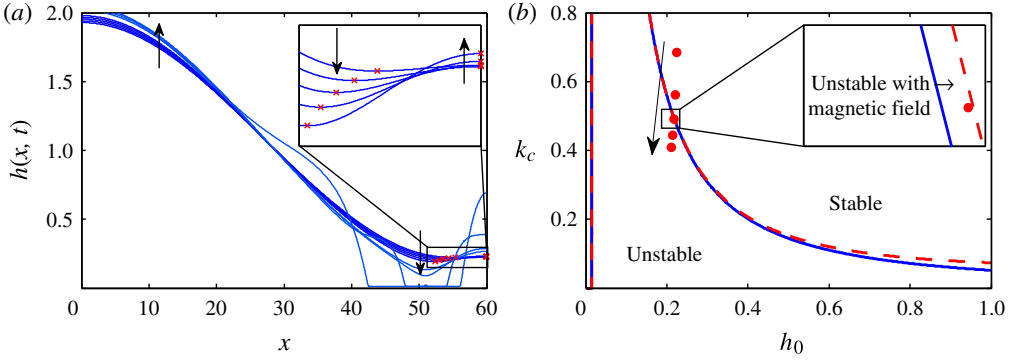 (a)
2.0
1.5
1.0
0.5
h(x, t)
0
10
20
30
40
50
60
x
(b)
0.8
0.6
0.4
0.2
k_c
0
0.2
0.4
0.6
0.8
1.0
h_0
Unstable with →
magnetic field
Stable
Unstable